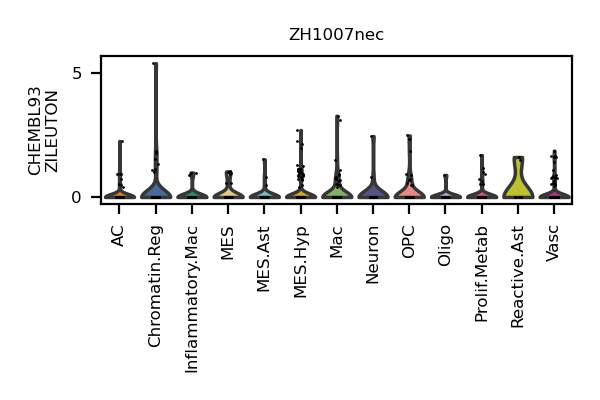 ZH1007nec
CHEMBL93
ZILEUTON
5
0
AC
Chromatin.Reg
Inflammatory.Mac
MES
MES.Ast
MES.Hyp
Mac
Neuron
OPC
Oligo
Prolif.Metab
Reactive.Ast
Vasc